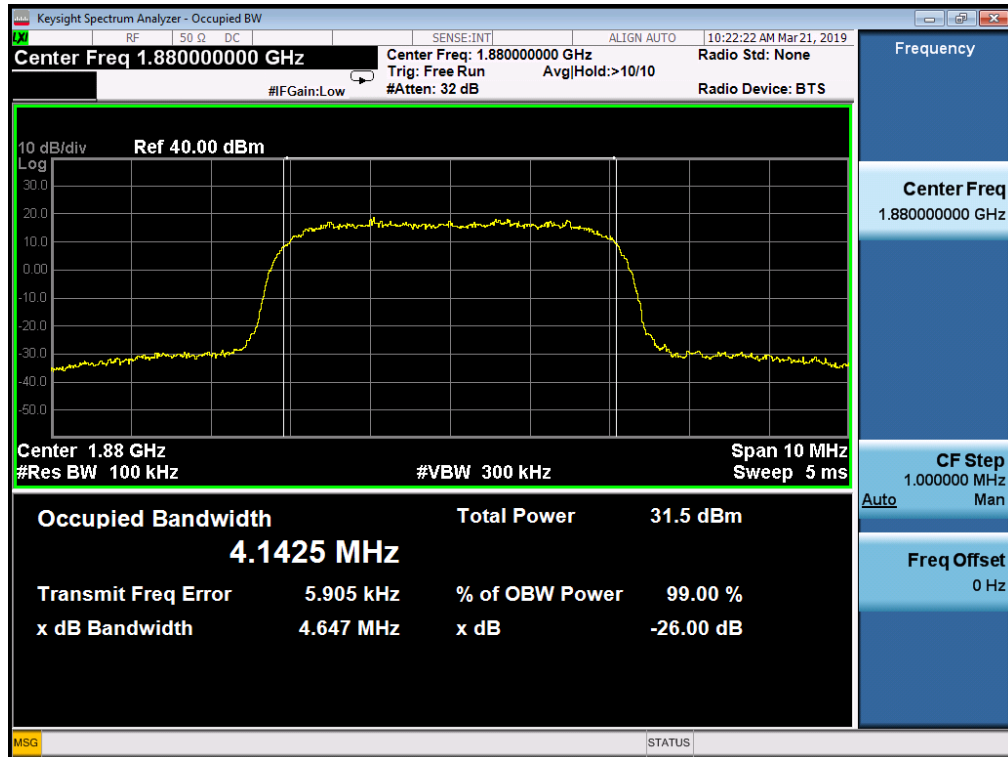 Keysight Spectrum Analyzer - Occupied BW
LXI RF 50 Ω DC SENSE:INT ALIGN AUTO 10:22:22 AM Mar 21, 2019
Center Freq 1.880000000 GHz
Center Freq: 1.880000000 GHz
Radio Std: None
Trig: Free Run Avg|Hold:>10/10
#IFGain:Low
#Atten: 32 dB
Radio Device: BTS
Frequency
10 dB/div Ref 40.00 dBm
Log
30.0
20.0
10.0
0.00
-10.0
-20.0
-30.0
-40.0
-50.0
Center 1.88 GHz Span 10 MHz
#Res BW 100 kHz #VBW 300 kHz Sweep 5 ms
Occupied Bandwidth Total Power 31.5 dBm
4.1425 MHz
Transmit Freq Error 5.905 kHz % of OBW Power 99.00 %
x dB Bandwidth 4.647 MHz x dB -26.00 dB
Center Freq
1.880000000 GHz
CF Step
1.000000 MHz
Auto Man
Freq Offset
0 Hz
MSG STATUS